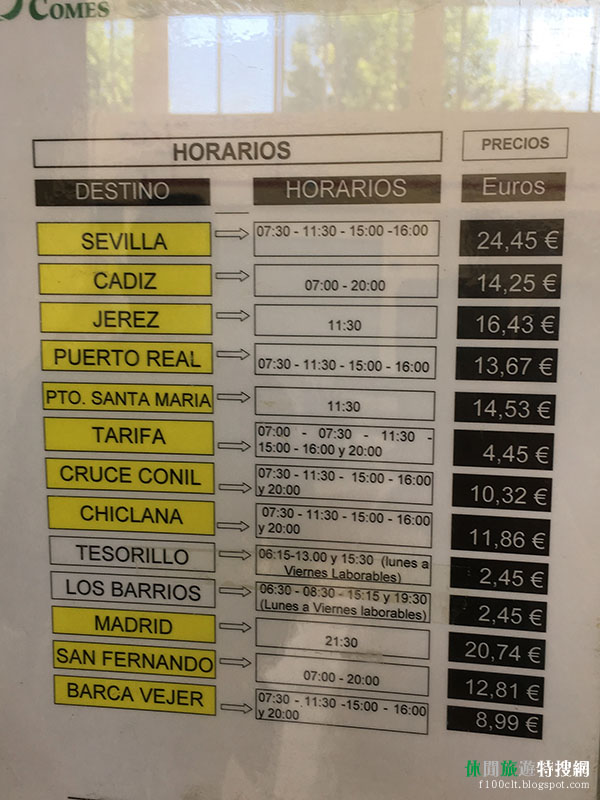 COMES
HORARIOS PRECIOS
DESTINO HORARIOS Euros
SEVILLA 07:30 - 11:30 - 15:00 -16:00 24,45 €
CADIZ 07:00 - 20:00 14,25 €
JEREZ 11:30 16,43 €
PUERTO REAL 07:30 - 11:30 - 15:00 - 16:00 13,67 €
PTO. SANTA MARIA 11:30 14,53 €
TARIFA 07:00 - 07:30 - 11:30 -
15:00 - 16:00 y 20:00 4,45 €
CRUCE CONIL 07:30 - 11:30 - 15:00 - 16:00
y 20:00 10,32 €
CHICLANA 07:30 - 11:30 - 15:00 - 16:00
y 20:00 11,86 €
TESORILLO 06:15-13.00 y 15:30 (lunes a
Viernes Laborables) 2,45 €
LOS BARRIOS 06:30 - 08:30 - 15:15 y 19:30
(Lunes a Viernes laborables) 2,45 €
MADRID 21:30 20,74 €
SAN FERNANDO 07:00 - 20:00 12,81 €
BARCA VEJER 07:30 - 11:30 -15:00 - 16:00
y 20:00 8,99 €
休閒旅遊特搜網
f100clt.blogspot.com